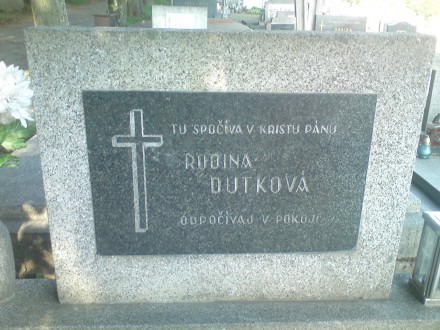 TU SPOČÍVA V KRISTU PÁNU
RODINA
DUTKOVÁ
ODPOČÍVAJ V POKOJI